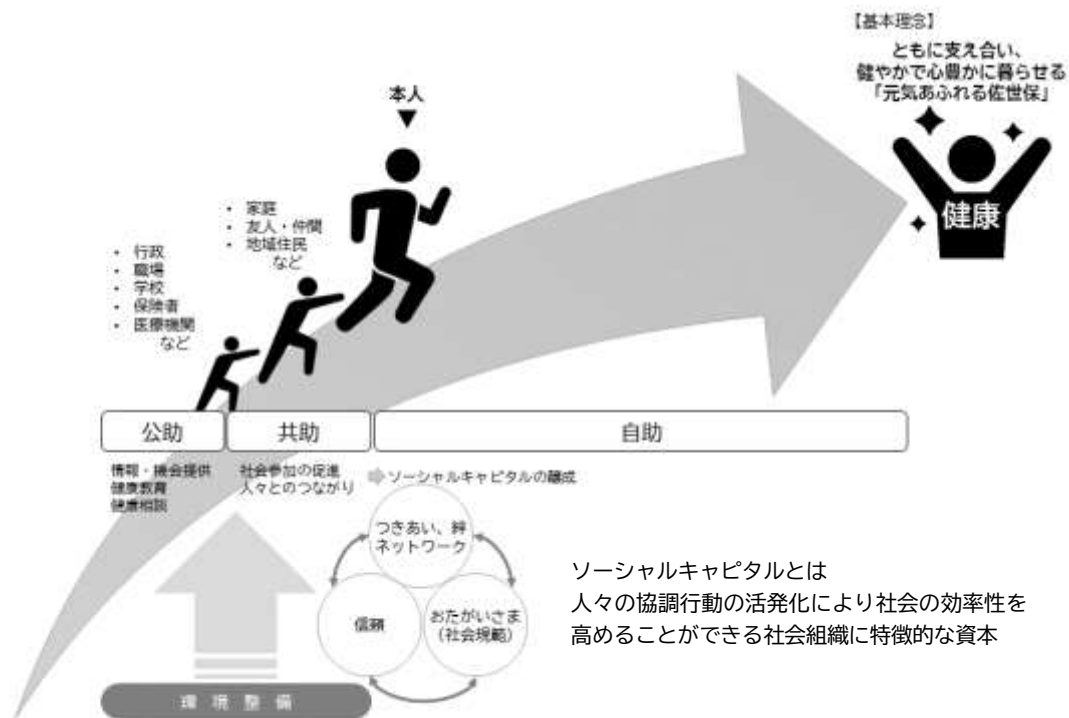 【基本理念】
ともに支え合い、
健やかで心豊かに暮らせる
「元気あふれる佐世保」
健康
本人
・ 家庭
・ 友人・仲間
・ 地域住民
など
・ 行政
・ 職場
・ 学校
・ 保険者
・ 医療機関
など
公助
共助
自助
情報・機会提供
健康教育
健康相談
社会参加の促進
人々とのつながり
ソーシャルキャピタルの醸成
つきあい、絆
ネットワーク
信頼
おたがいさま
（社会規範）
ソーシャルキャピタルとは
人々の協調行動の活発化により社会の効率性を
高めることができる社会組織に特徴的な資本
環境整備